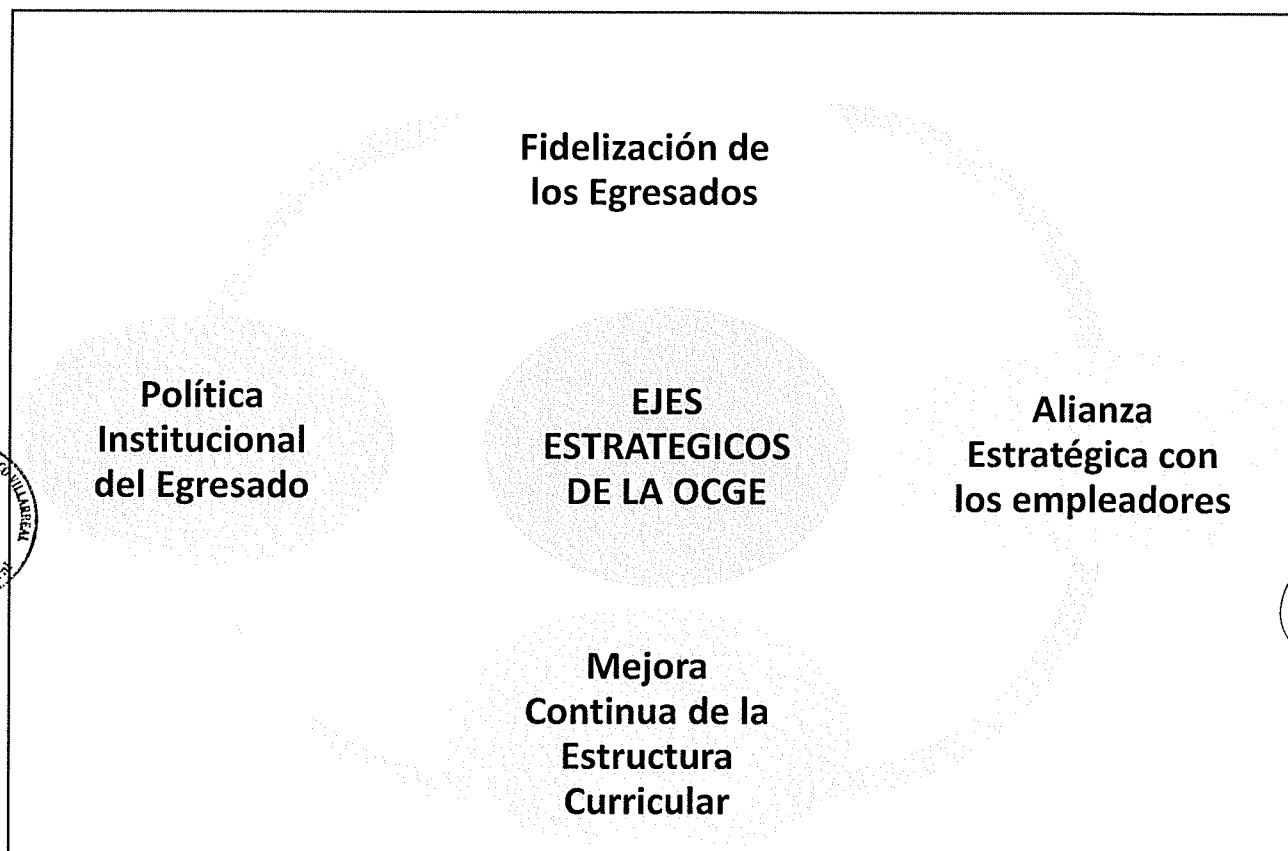 Fidelización de
los Egresados
Política
Institucional
del Egresado
EJES
ESTRATEGICOS
DE LA OCGE
Alianza
Estratégica con
los empleadores
Mejora
Continua de la
Estructura
Curricular
VILLARREAL